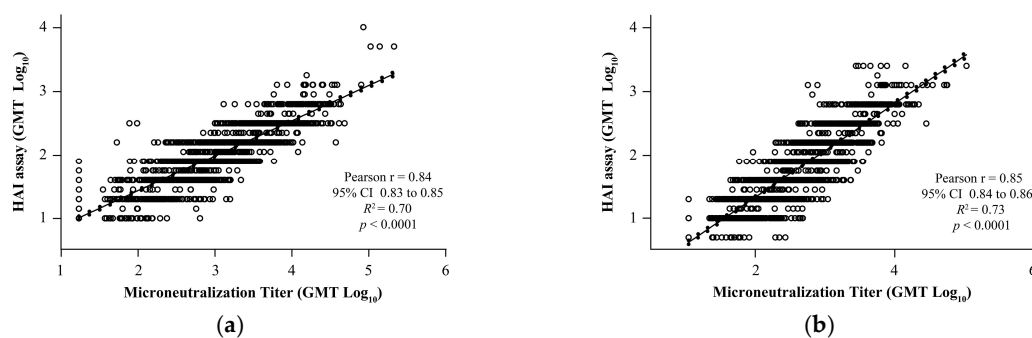 4
3
2
1
HAI assay (GMT Log10)
Pearson r = 0.84
95% CI 0.83 to 0.85
R² = 0.70
p < 0.0001
1 2 3 4 5 6
Microneutralization Titer (GMT Log10)
(a)
4
3
2
1
HAI assay (GMT Log10)
Pearson r = 0.85
95% CI 0.84 to 0.86
R² = 0.73
p < 0.0001
2 4 6
Microneutralization Titer (GMT Log10)
(b)